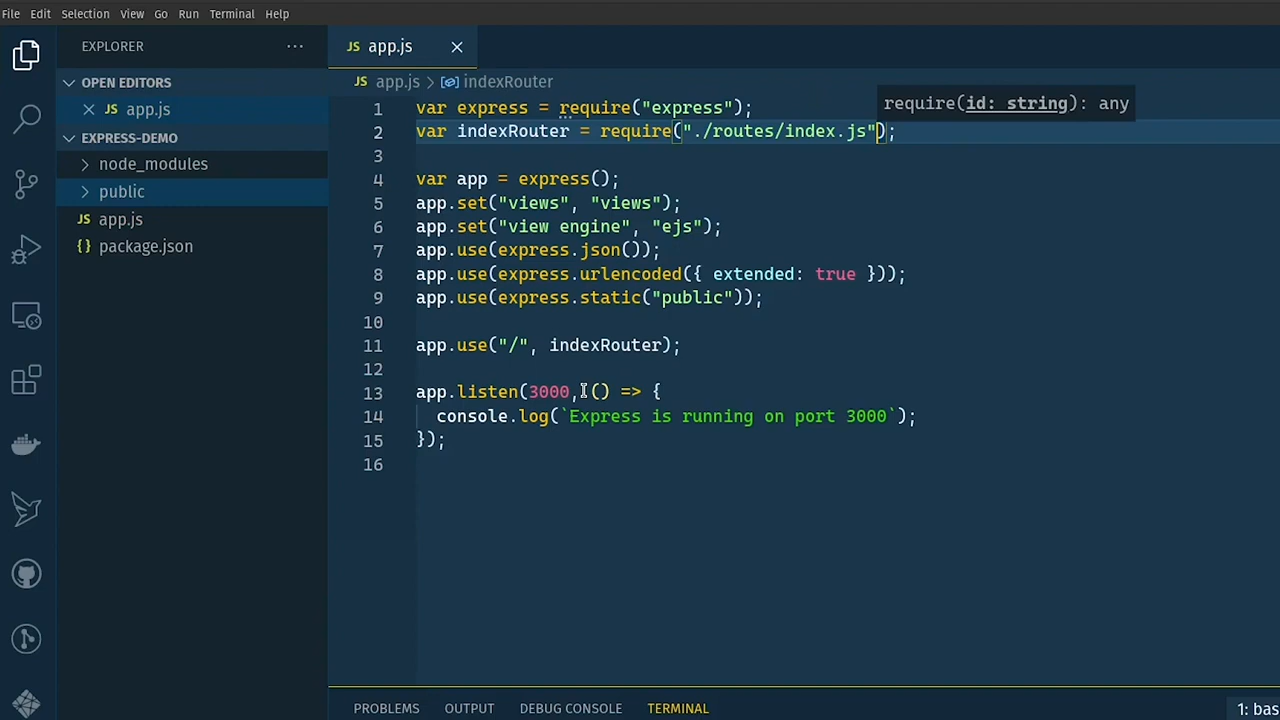 File Edit Selection View Go Run Terminal Help
EXPLORER ...
OPEN EDITORS
JS app.js
EXPRESS-DEMO
node_modules
public
JS app.js
{} package.json
JS app.js
JS app.js > indexRouter
require(id: string): any
1 var express = require("express");
2 var indexRouter = require("./routes/index.js");
3
4 var app = express();
5 app.set("views", "views");
6 app.set("view engine", "ejs");
7 app.use(express.json());
8 app.use(express.urlencoded({ extended: true }));
9 app.use(express.static("public"));
10
11 app.use("/", indexRouter);
12
13 app.listen(3000, () => {
14 console.log(`Express is running on port 3000`);
15 });
16
PROBLEMS OUTPUT DEBUG CONSOLE TERMINAL 1: bas